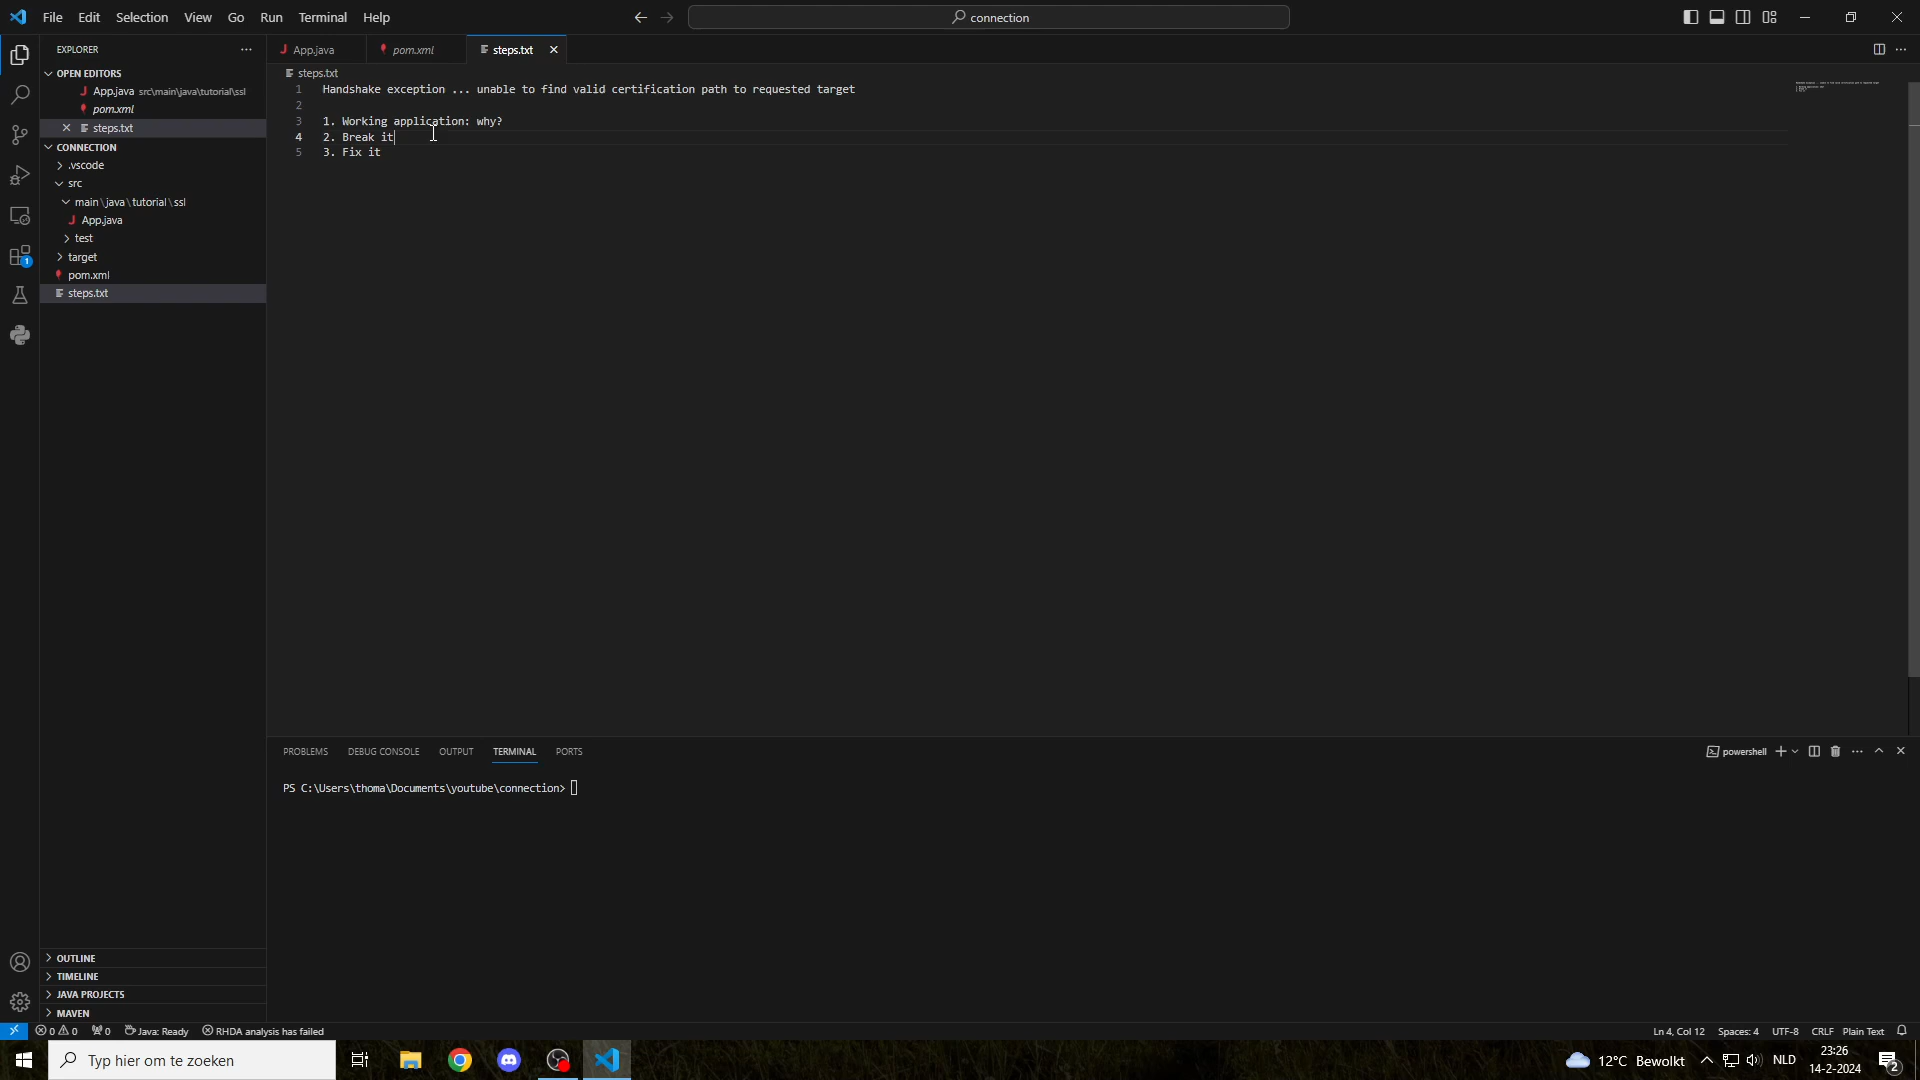 File Edit Selection View Go Run Terminal Help
connection
EXPLORER
OPEN EDITORS
App.java src\main\java\tutorial\ssl
pom.xml
steps.txt
CONNECTION
.vscode
src
main\java\tutorial\ssl
App.java
test
target
pom.xml
steps.txt
OUTLINE
TIMELINE
JAVA PROJECTS
MAVEN
App.java pom.xml steps.txt
steps.txt
1 Handshake exception ... unable to find valid certification path to requested target
2
3 1. Working application: why?
4 2. Break it
5 3. Fix it
PROBLEMS DEBUG CONSOLE OUTPUT TERMINAL PORTS
powershell
PS C:\Users\thoma\Documents\youtube\connection>
1
0 0 0 Java: Ready RHDA analysis has failed
Ln 4, Col 12 Spaces: 4 UTF-8 CRLF Plain Text
Typ hier om te zoeken
12°C Bewolkt NLD
23:26
14-2-2024
2